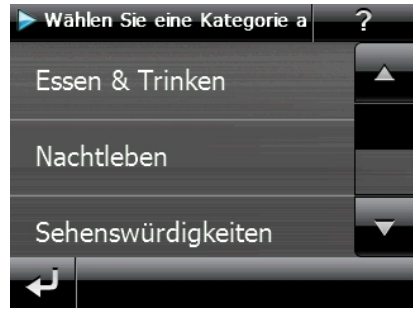 Wählen Sie eine Kategorie a
?
Essen & Trinken
Nachtleben
Sehenswürdigkeiten